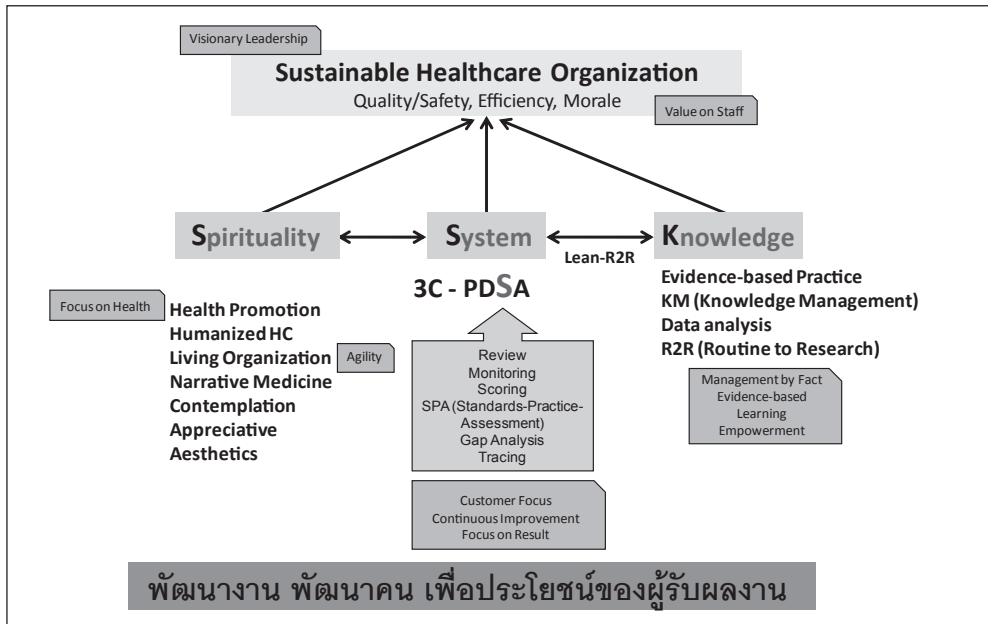 Visionary Leadership
Sustainable Healthcare Organization
Quality/Safety, Efficiency, Morale
Value on Staff
Spirituality
System
Knowledge
Lean-R2R
3C - PDSA
Focus on Health
Health Promotion
Humanized HC
Living Organization
Narrative Medicine
Contemplation
Appreciative
Aesthetics
Agility
Review
Monitoring
Scoring
SPA (Standards-Practice-
Assessment)
Gap Analysis
Tracing
Customer Focus
Continuous Improvement
Focus on Result
Evidence-based Practice
KM (Knowledge Management)
Data analysis
R2R (Routine to Research)
Management by Fact
Evidence-based
Learning
Empowerment
พัฒนางาน พัฒนาคน เพื่อประโยชน์ของผู้รับผลงาน